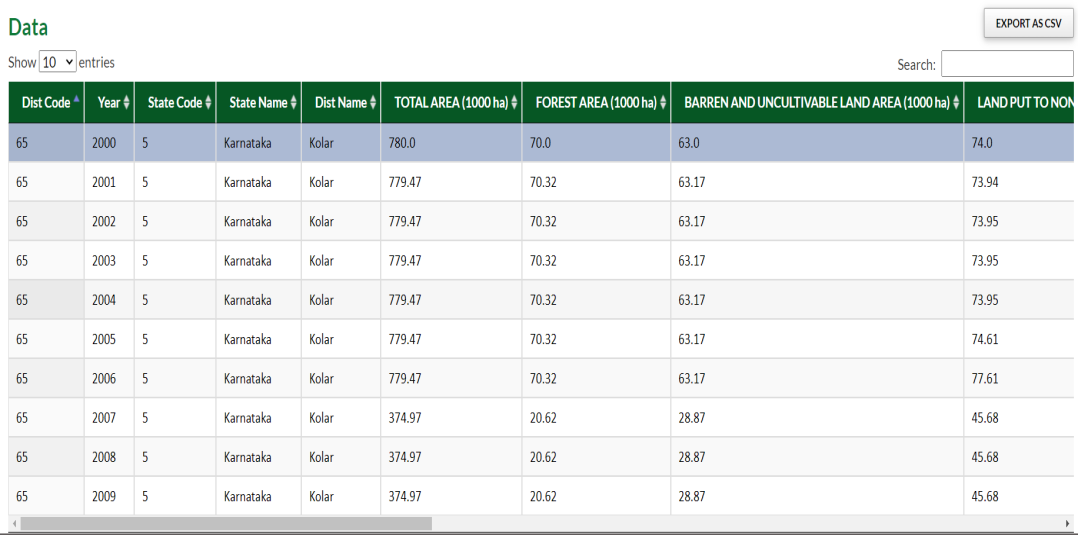 Data
EXPORT AS CSV
Show 10 entries
Search:
Dist Code Year State Code State Name Dist Name TOTAL AREA (1000 ha) FOREST AREA (1000 ha) BARREN AND UNCULTIVABLE LAND AREA (1000 ha) LAND PUT TO NON
65 2000 5 Karnataka Kolar 780.0 70.0 63.0 74.0
65 2001 5 Karnataka Kolar 779.47 70.32 63.17 73.94
65 2002 5 Karnataka Kolar 779.47 70.32 63.17 73.95
65 2003 5 Karnataka Kolar 779.47 70.32 63.17 73.95
65 2004 5 Karnataka Kolar 779.47 70.32 63.17 73.95
65 2005 5 Karnataka Kolar 779.47 70.32 63.17 74.61
65 2006 5 Karnataka Kolar 779.47 70.32 63.17 77.61
65 2007 5 Karnataka Kolar 374.97 20.62 28.87 45.68
65 2008 5 Karnataka Kolar 374.97 20.62 28.87 45.68
65 2009 5 Karnataka Kolar 374.97 20.62 28.87 45.68